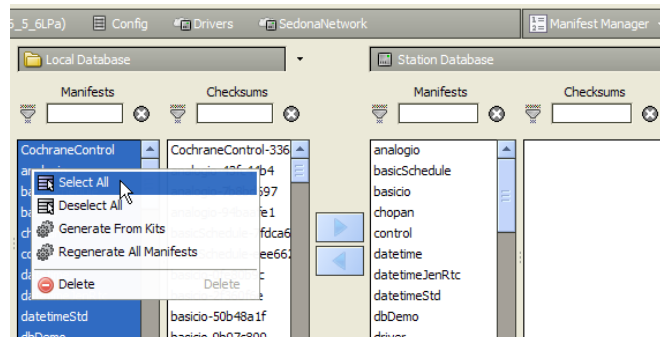 5_5_6LPa) Config Drivers SedonaNetwork Manifest Manager
Local Database Station Database
Manifests Checksums Manifests Checksums
CochraneControl CochraneControl-336 analogio
basicSchedule
Select All basicio
Deselect All chopan
Generate From Kits control
Regenerate All Manifests datetime
datetimeJenRtc
Delete Delete
datetimeStd
datetimeStd basicio-50b48a1f dbDemo
dbDemo driver